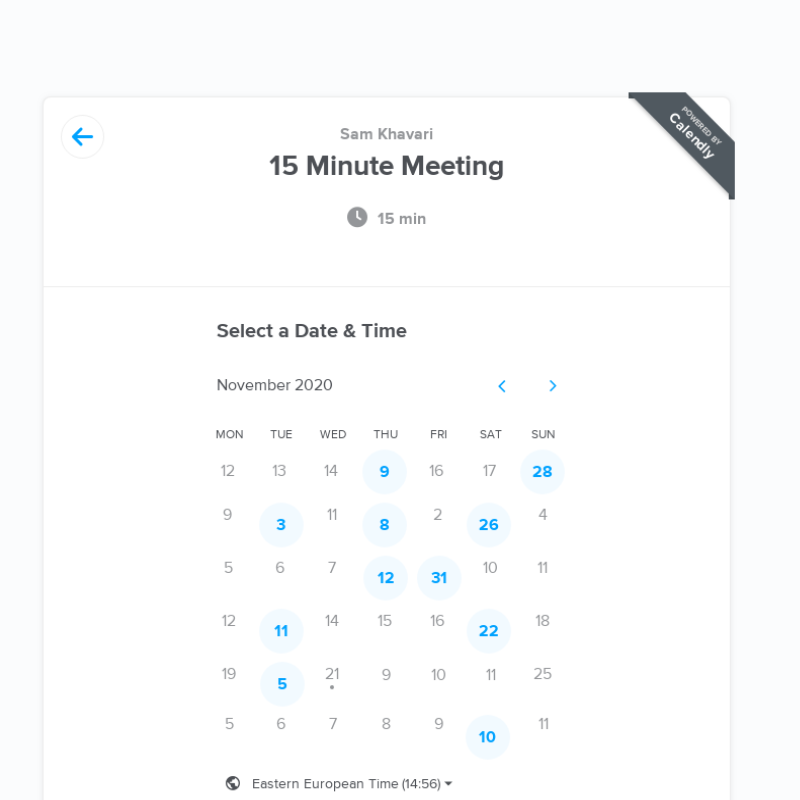 POWERED BY
Calendly
Sam Khavari
15 Minute Meeting
15 min
Select a Date & Time
November 2020
MON TUE WED THU FRI SAT SUN
12 13 14 9 16 17 28
9 3 11 8 2 26 4
5 6 7 12 31 10 11
12 11 14 15 16 22 18
19 5 21 9 10 11 25
5 6 7 8 9 10 11
Eastern European Time (14:56)